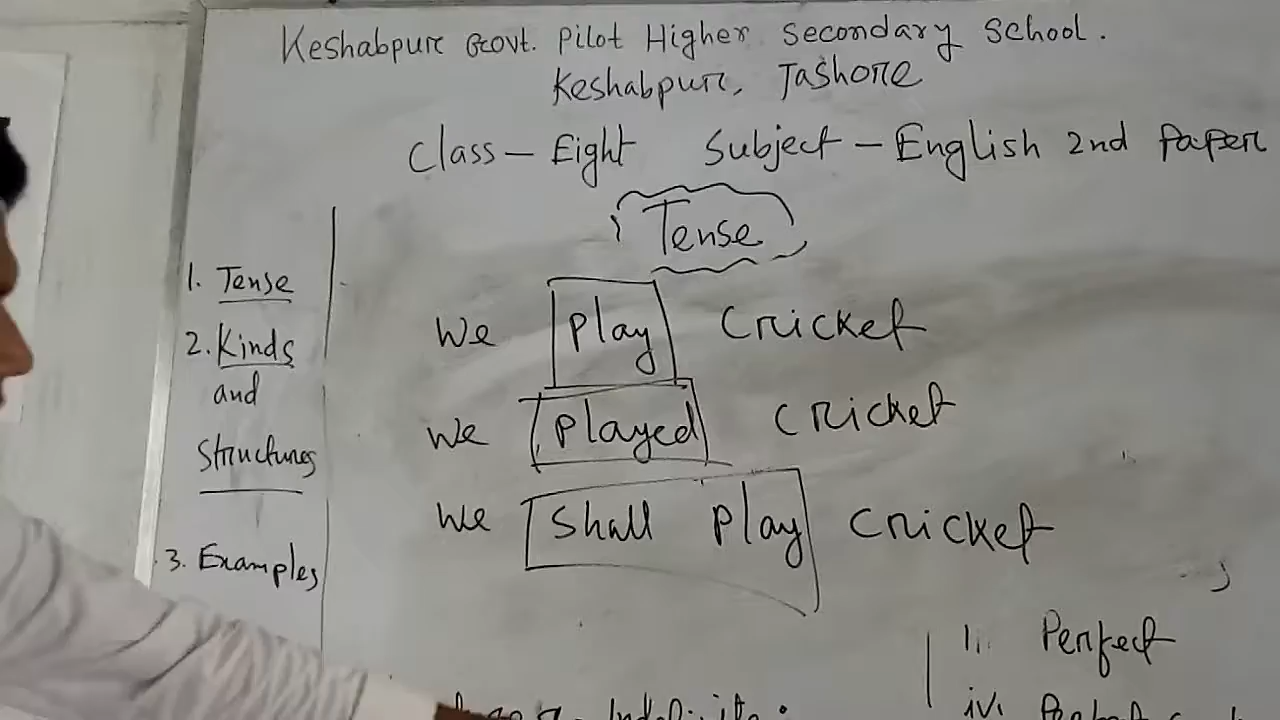 Keshabpur Govt. Pilot Higher Secondary School.
Keshabpur, Jashore
Class – Eight Subject – English 2nd Paper
Tense
1. Tense
2. Kinds
and
Structures
3. Examples
We play cricket
We played cricket
We shall play cricket
Perfect
iv.